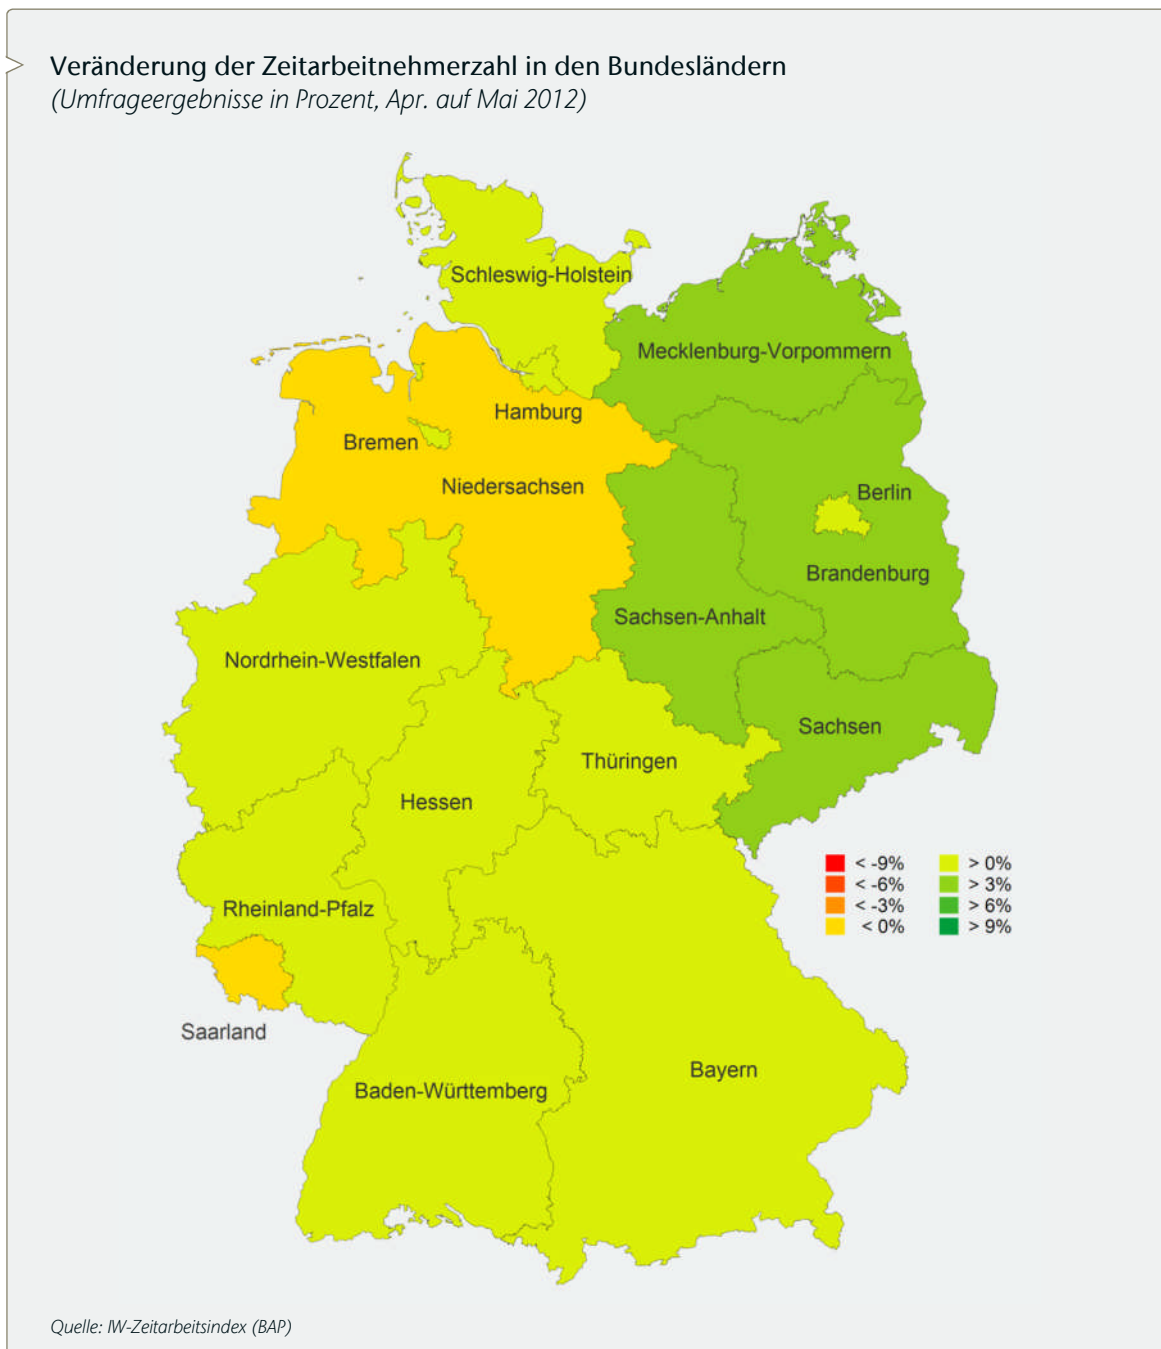 Veränderung der Zeitarbeitnehmerzahl in den Bundesländern
(Umfrageergebnisse in Prozent, Apr. auf Mai 2012)
Schleswig-Holstein
Mecklenburg-Vorpommern
Hamburg
Bremen
Niedersachsen
Berlin
Brandenburg
Sachsen-Anhalt
Nordrhein-Westfalen
Sachsen
Thüringen
Hessen
< -9% > 0%
< -6% > 3%
< -3% > 6%
< 0% > 9%
Rheinland-Pfalz
Saarland
Bayern
Baden-Württemberg
Quelle: IW-Zeitarbeitsindex (BAP)